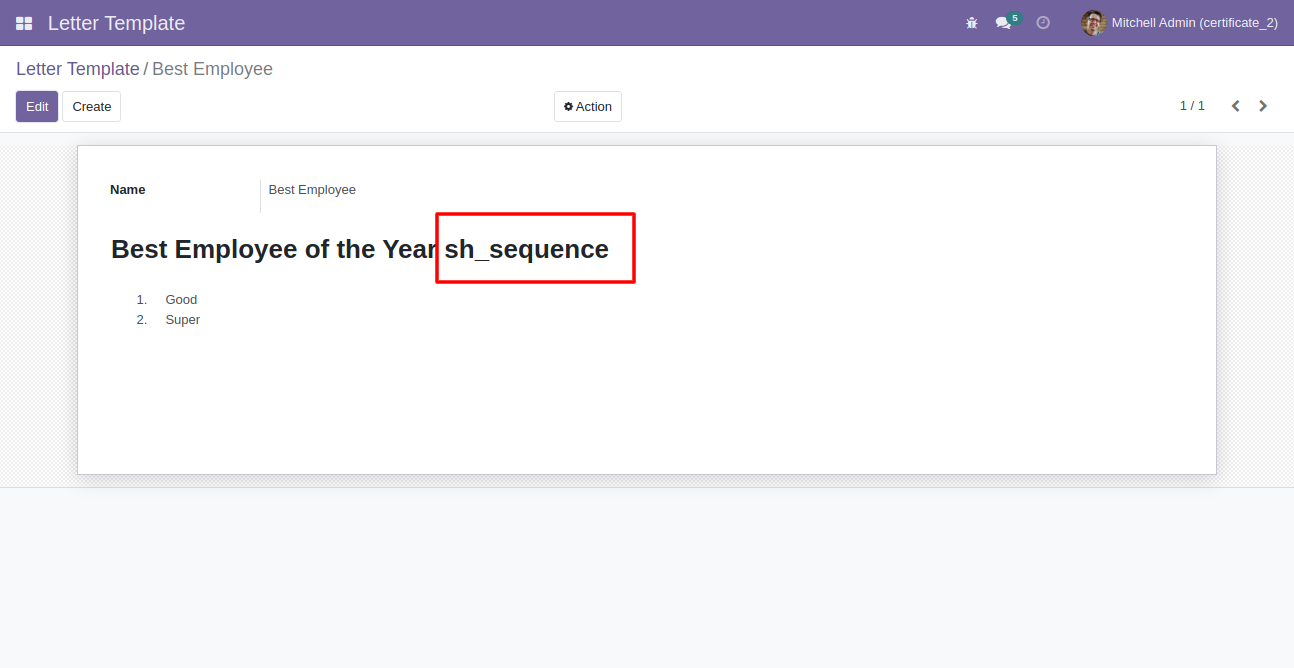 Letter Template 5 Mitchell Admin (certificate_2)
Letter Template / Best Employee
Edit Create Action 1 / 1
Name Best Employee
Best Employee of the Year sh_sequence
1. Good
2. Super